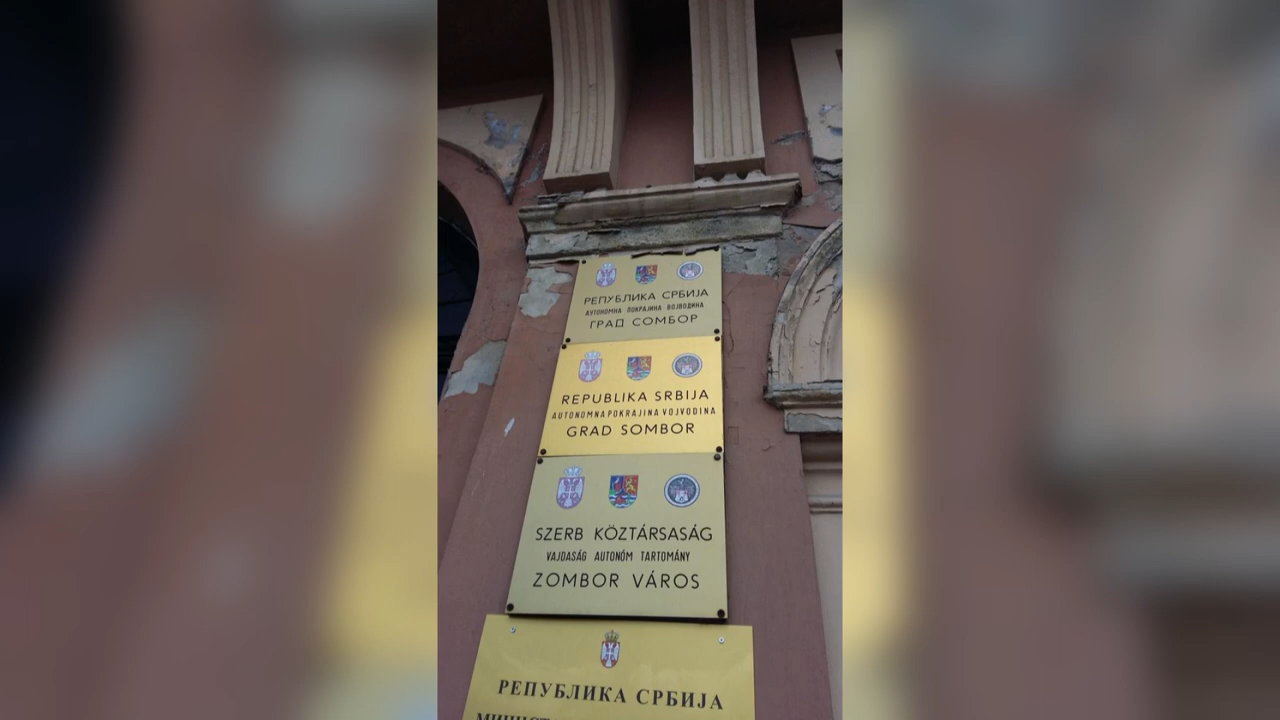 РЕПУБЛИКА СРБИЈА
АУТОНОМНА ПОКРАЈИНА ВОЈВОДИНА
ГРАД СОМБОР
REPUBLIKA SRBIJA
AUTONOMNA POKRAJINA VOJVODINA
GRAD SOMBOR
SZERB KÖZTÁRSASÁG
VAJDASÁG AUTONÓM TARTOMÁNY
ZOMBOR VÁROS
РЕПУБЛИКА СРБИЈА